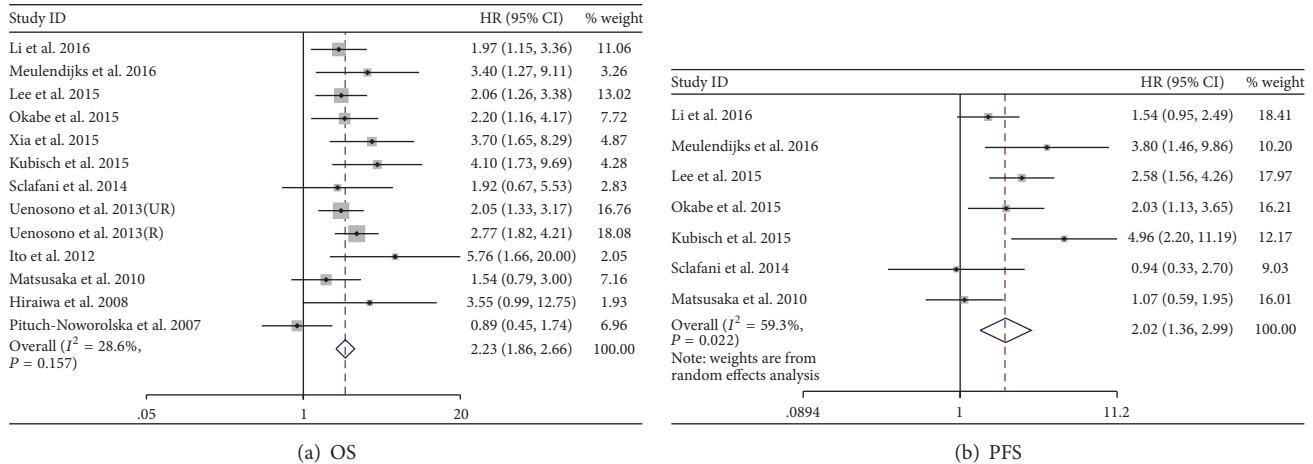 Study ID HR (95% CI) % weight
Li et al. 2016 1.97 (1.15, 3.36) 11.06
Meulendijks et al. 2016 3.40 (1.27, 9.11) 3.26
Lee et al. 2015 2.06 (1.26, 3.38) 13.02
Okabe et al. 2015 2.20 (1.16, 4.17) 7.72
Xia et al. 2015 3.70 (1.65, 8.29) 4.87
Kubisch et al. 2015 4.10 (1.73, 9.69) 4.28
Sclafani et al. 2014 1.92 (0.67, 5.53) 2.83
Uenosono et al. 2013(UR) 2.05 (1.33, 3.17) 16.76
Uenosono et al. 2013(R) 2.77 (1.82, 4.21) 18.08
Ito et al. 2012 5.76 (1.66, 20.00) 2.05
Matsusaka et al. 2010 1.54 (0.79, 3.00) 7.16
Hiraiwa et al. 2008 3.55 (0.99, 12.75) 1.93
Pituch-Noworolska et al. 2007 0.89 (0.45, 1.74) 6.96
Overall (I² = 28.6%, 2.23 (1.86, 2.66) 100.00
P = 0.157)
.05 1 20
(a) OS
Study ID HR (95% CI) % weight
Li et al. 2016 1.54 (0.95, 2.49) 18.41
Meulendijks et al. 2016 3.80 (1.46, 9.86) 10.20
Lee et al. 2015 2.58 (1.56, 4.26) 17.97
Okabe et al. 2015 2.03 (1.13, 3.65) 16.21
Kubisch et al. 2015 4.96 (2.20, 11.19) 12.17
Sclafani et al. 2014 0.94 (0.33, 2.70) 9.03
Matsusaka et al. 2010 1.07 (0.59, 1.95) 16.01
Overall (I² = 59.3%, 2.02 (1.36, 2.99) 100.00
P = 0.022)
Note: weights are from
random effects analysis
.0894 1 11.2
(b) PFS